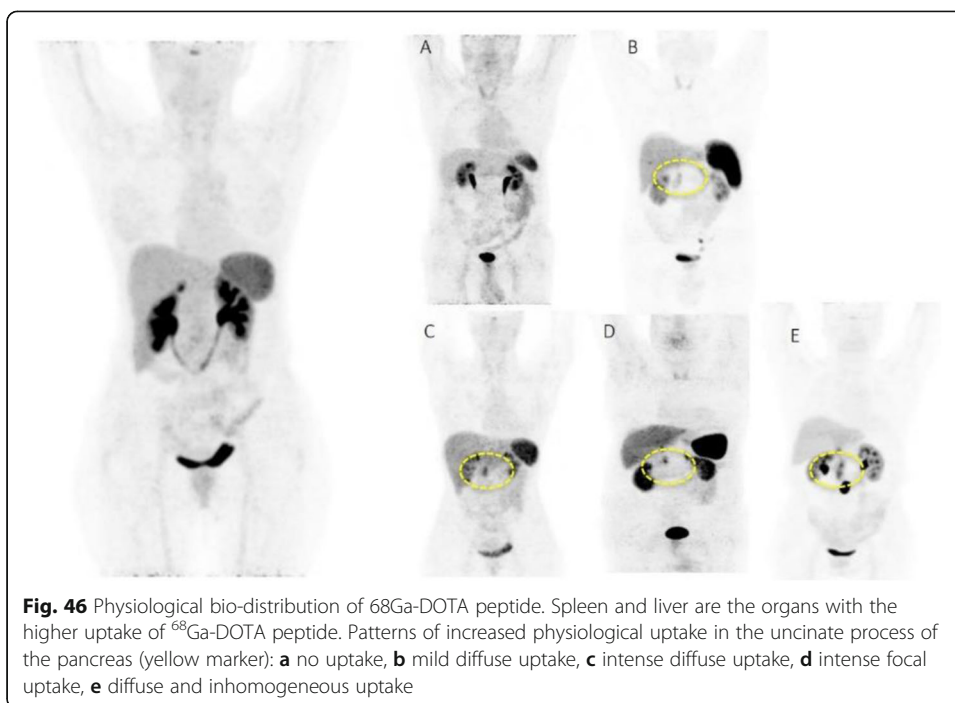 A
B
C
D
E
Fig. 46 Physiological bio-distribution of 68Ga-DOTA peptide. Spleen and liver are the organs with the
higher uptake of ⁶⁸Ga-DOTA peptide. Patterns of increased physiological uptake in the uncinate process of
the pancreas (yellow marker): a no uptake, b mild diffuse uptake, c intense diffuse uptake, d intense focal
uptake, e diffuse and inhomogeneous uptake